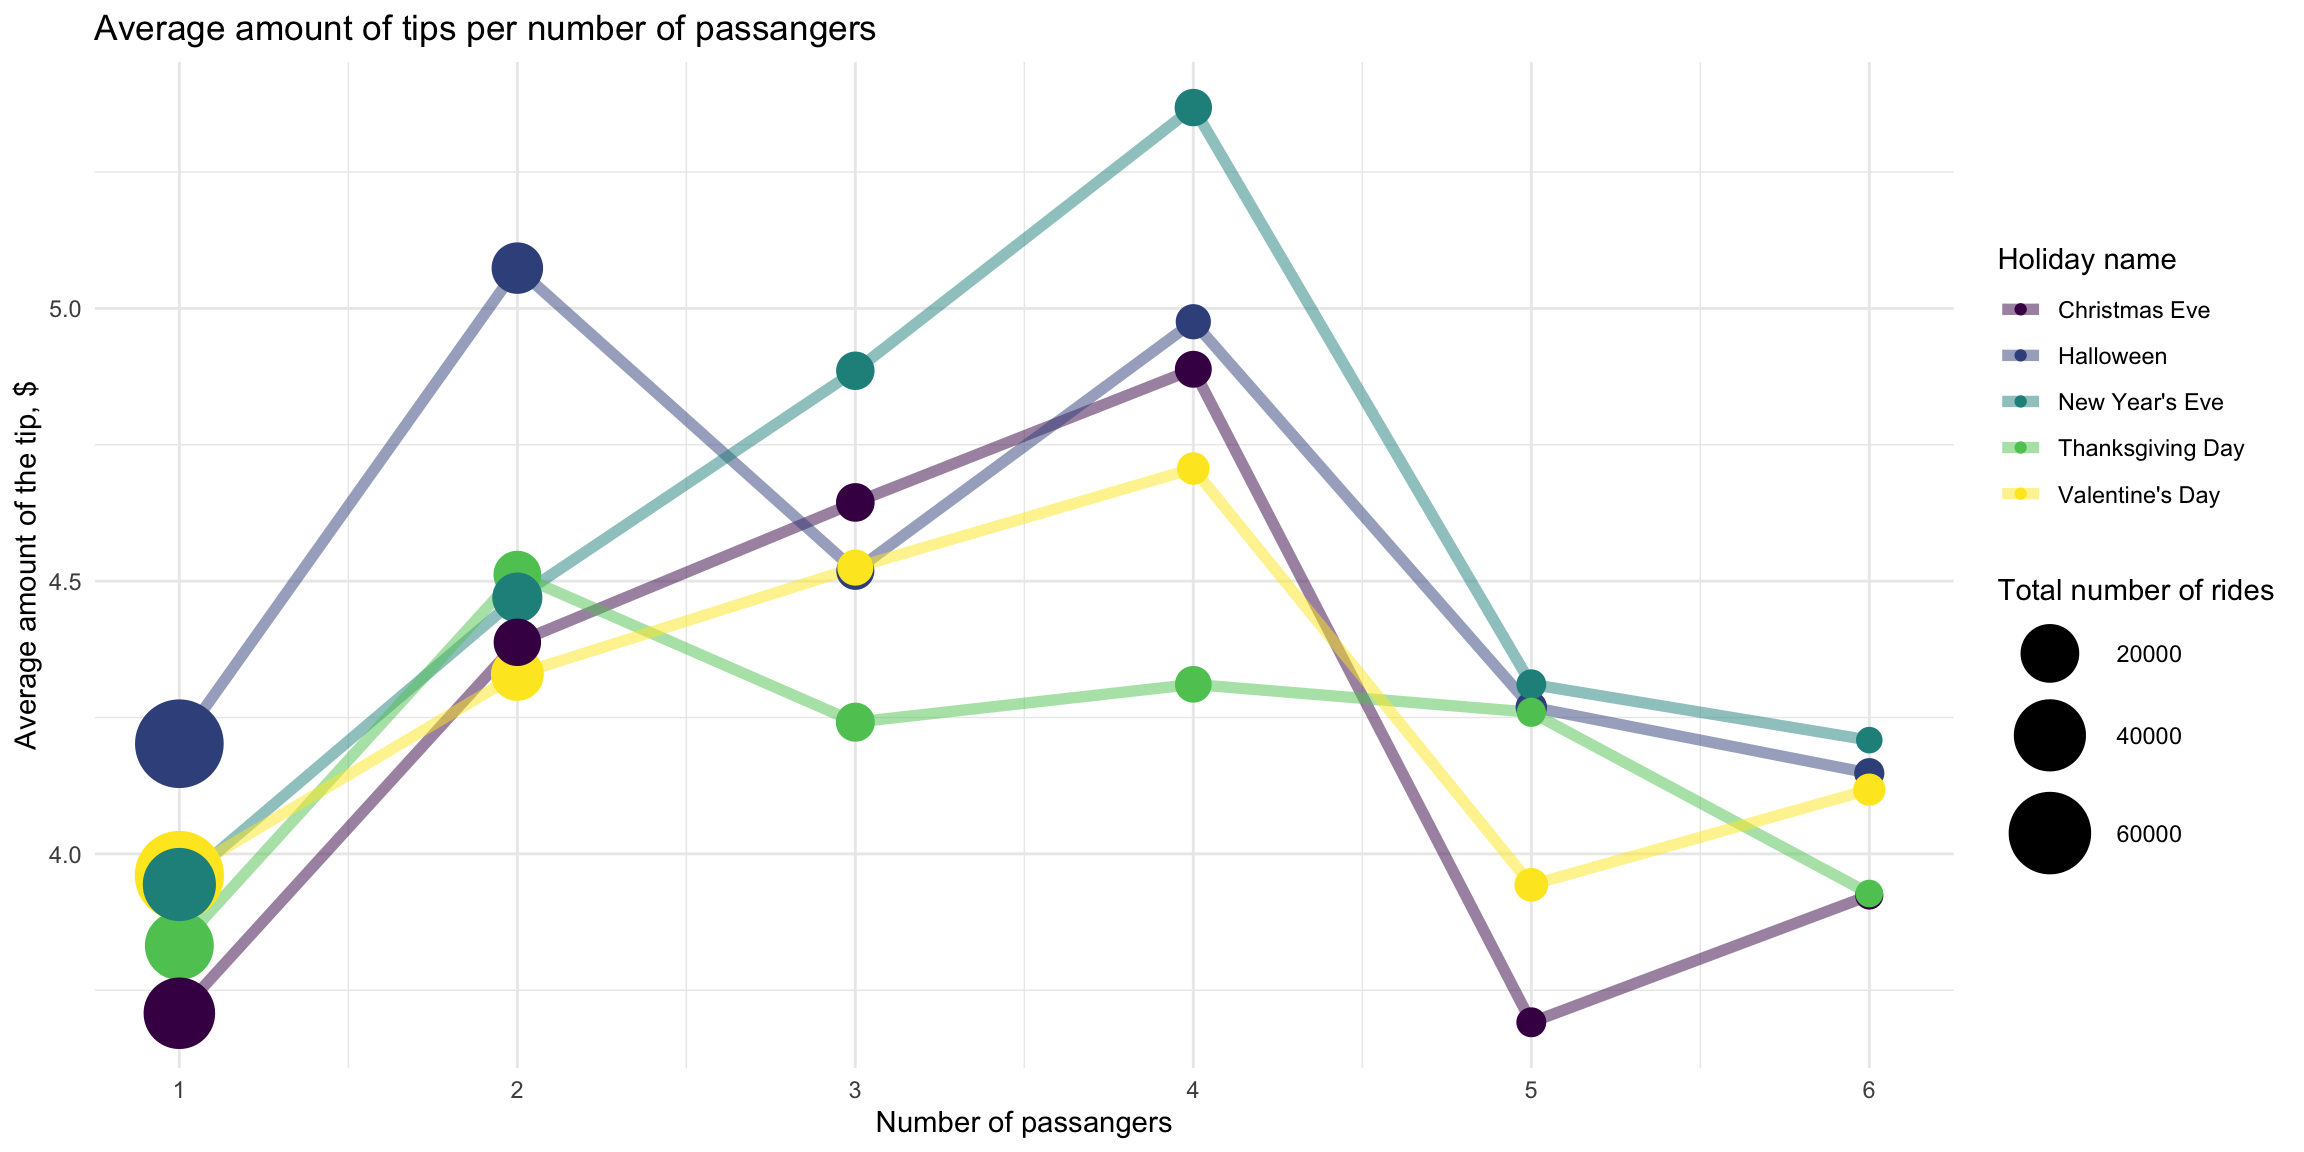 Average amount of tips per number of passangers
Average amount of the tip, $
5.0
4.5
4.0
1 2 3 4 5 6
Number of passangers
Holiday name
Christmas Eve
Halloween
New Year's Eve
Thanksgiving Day
Valentine's Day
Total number of rides
20000
40000
60000